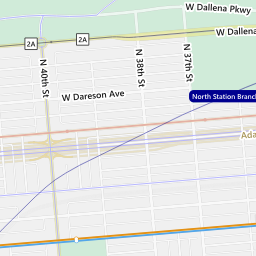 W Dallena Pkwy
W Dallena
2A
2A
N 40th St
N 38th St
N 37th St
W Dareson Ave
North Station Branch
Ada